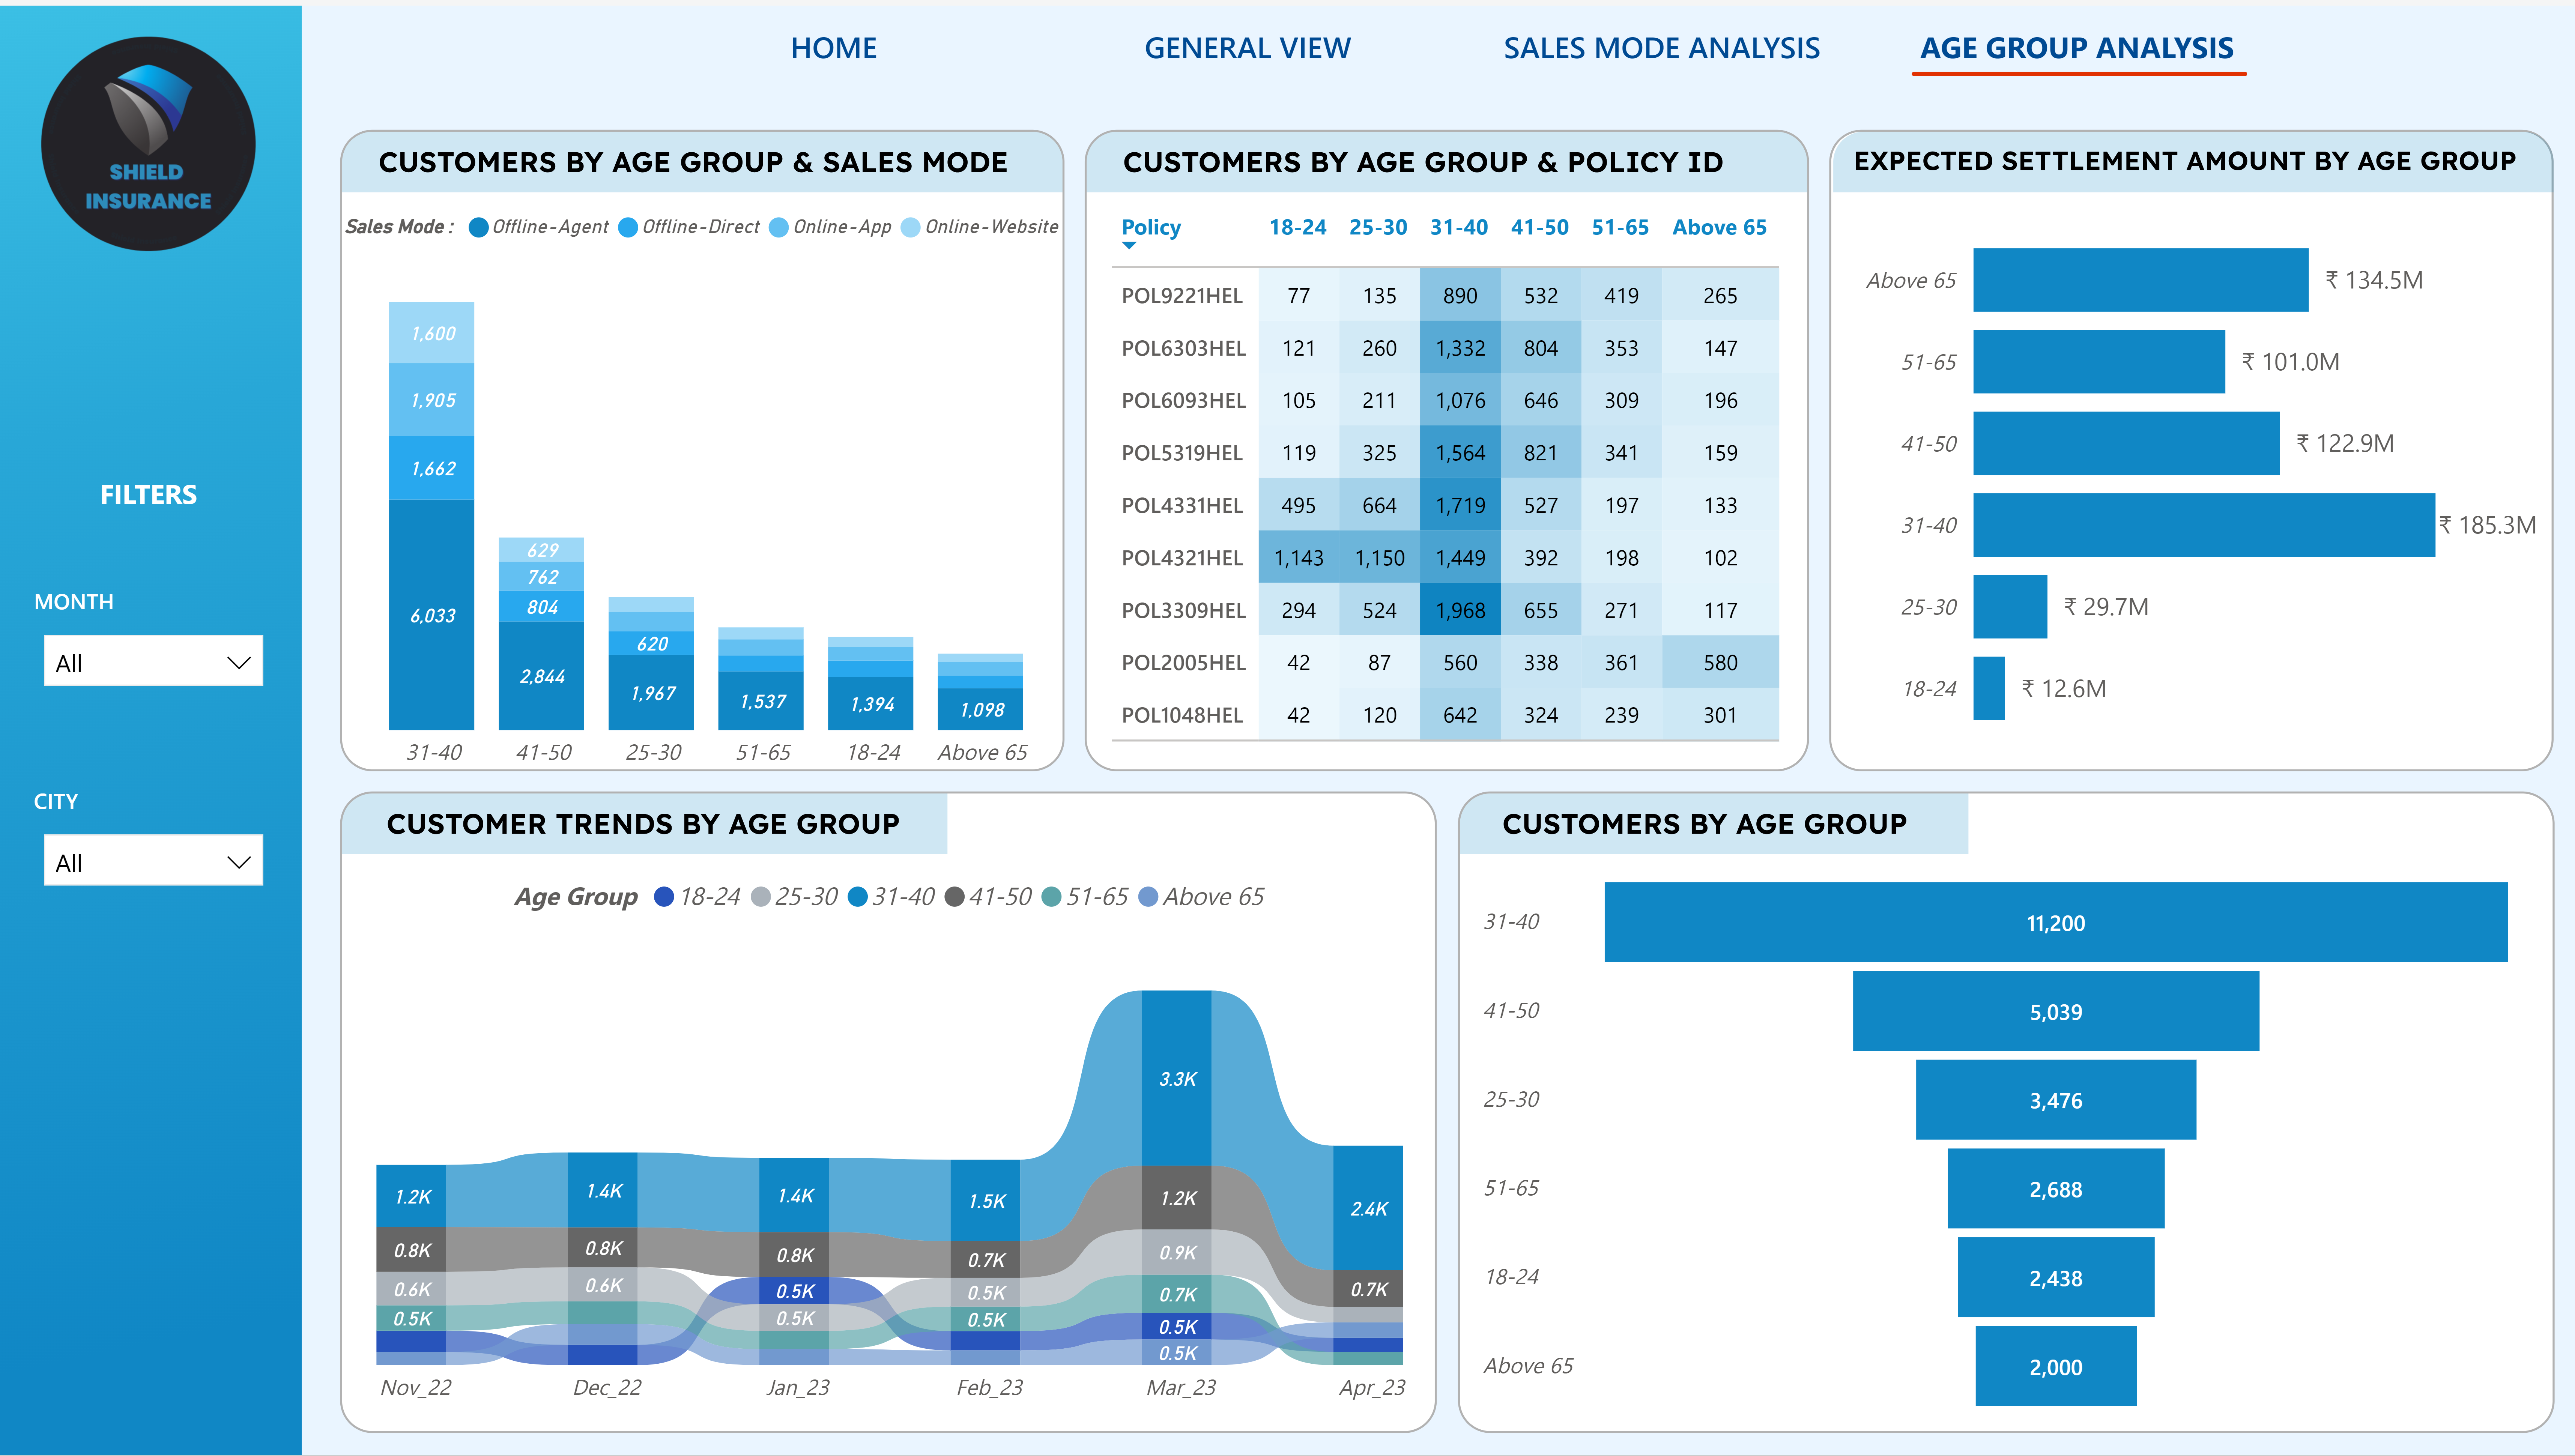 SHIELD
INSURANCE
HOME GENERAL VIEW SALES MODE ANALYSIS AGE GROUP ANALYSIS
FILTERS
MONTH
All
CITY
All
CUSTOMERS BY AGE GROUP & SALES MODE
Sales Mode : Offline-Agent Offline-Direct Online-App Online-Website
1,600
1,905
1,662
6,033
629
762
804
2,844
620
1,967
1,537
1,394
1,098
31-40 41-50 25-30 51-65 18-24 Above 65
CUSTOMERS BY AGE GROUP & POLICY ID
Policy 18-24 25-30 31-40 41-50 51-65 Above 65
POL9221HEL 77 135 890 532 419 265
POL6303HEL 121 260 1,332 804 353 147
POL6093HEL 105 211 1,076 646 309 196
POL5319HEL 119 325 1,564 821 341 159
POL4331HEL 495 664 1,719 527 197 133
POL4321HEL 1,143 1,150 1,449 392 198 102
POL3309HEL 294 524 1,968 655 271 117
POL2005HEL 42 87 560 338 361 580
POL1048HEL 42 120 642 324 239 301
EXPECTED SETTLEMENT AMOUNT BY AGE GROUP
Above 65 ₹ 134.5M
51-65 ₹ 101.0M
41-50 ₹ 122.9M
31-40 ₹ 185.3M
25-30 ₹ 29.7M
18-24 ₹ 12.6M
CUSTOMER TRENDS BY AGE GROUP
Age Group 18-24 25-30 31-40 41-50 51-65 Above 65
1.2K
0.8K
0.6K
0.5K
1.4K
0.8K
0.6K
1.4K
0.8K
0.5K
0.5K
1.5K
0.7K
0.5K
0.5K
3.3K
1.2K
0.9K
0.7K
0.5K
0.5K
2.4K
0.7K
Nov_22 Dec_22 Jan_23 Feb_23 Mar_23 Apr_23
CUSTOMERS BY AGE GROUP
31-40 11,200
41-50 5,039
25-30 3,476
51-65 2,688
18-24 2,438
Above 65 2,000